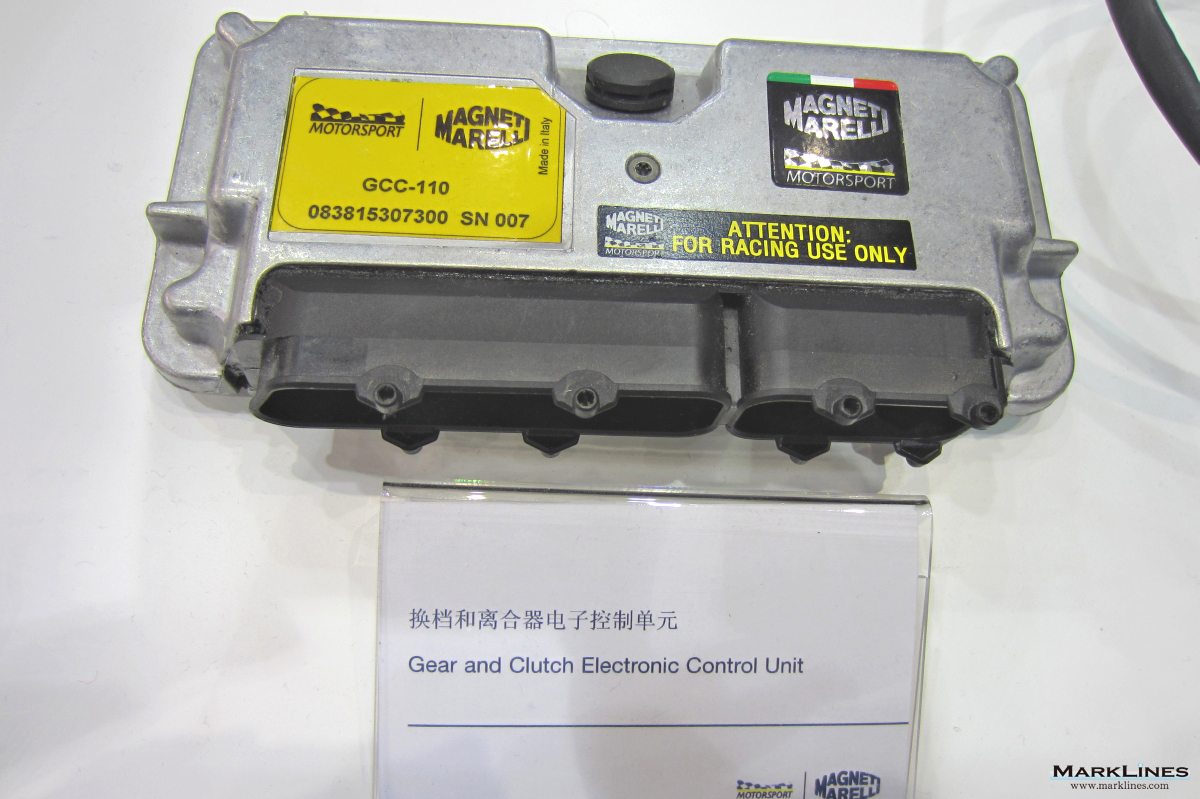 MOTORSPORT
MAGNETI
MARELLI
Made in Italy
GCC-110
083815307300 SN 007
MAGNETI
MARELLI
MOTORSPORT
MAGNETI
MARELLI
MOTORSPORT
ATTENTION:
FOR RACING USE ONLY
换档和离合器电子控制单元
Gear and Clutch Electronic Control Unit
MOTORSPORT
MAGNETI
MARELLI
MARKLINES
www.marklines.com